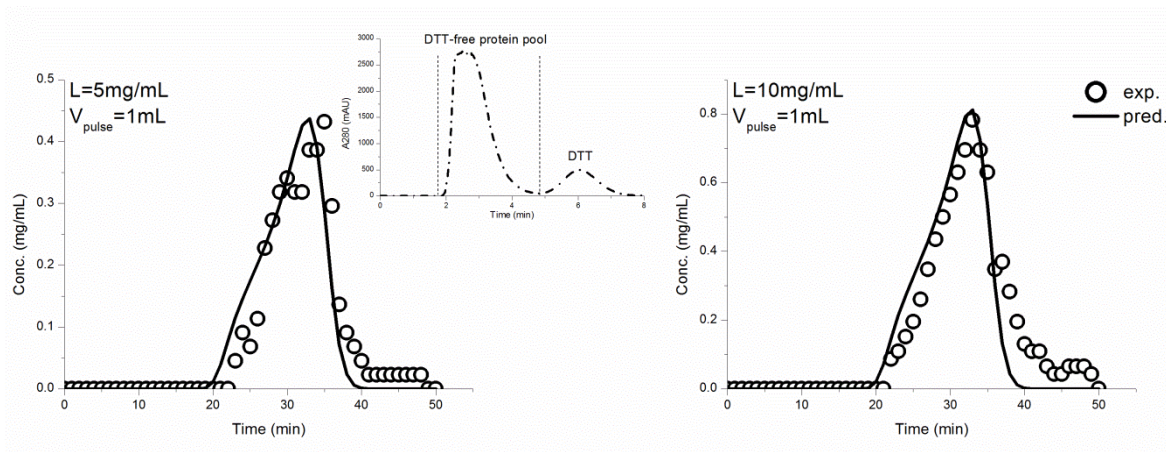 L=5mg/mL
V_pulse=1mL
Conc. (mg/mL)
0.5
0.4
0.3
0.2
0.1
0.0
0 10 20 30 40 50
Time (min)
DTT-free protein pool
A280 (mAU)
3000
2500
2000
1500
1000
500
0
DTT
0 2 4 6 8
Time (min)
L=10mg/mL
V_pulse=1mL
exp.
pred.
Conc. (mg/mL)
0.8
0.6
0.4
0.2
0.0
0 10 20 30 40 50
Time (min)